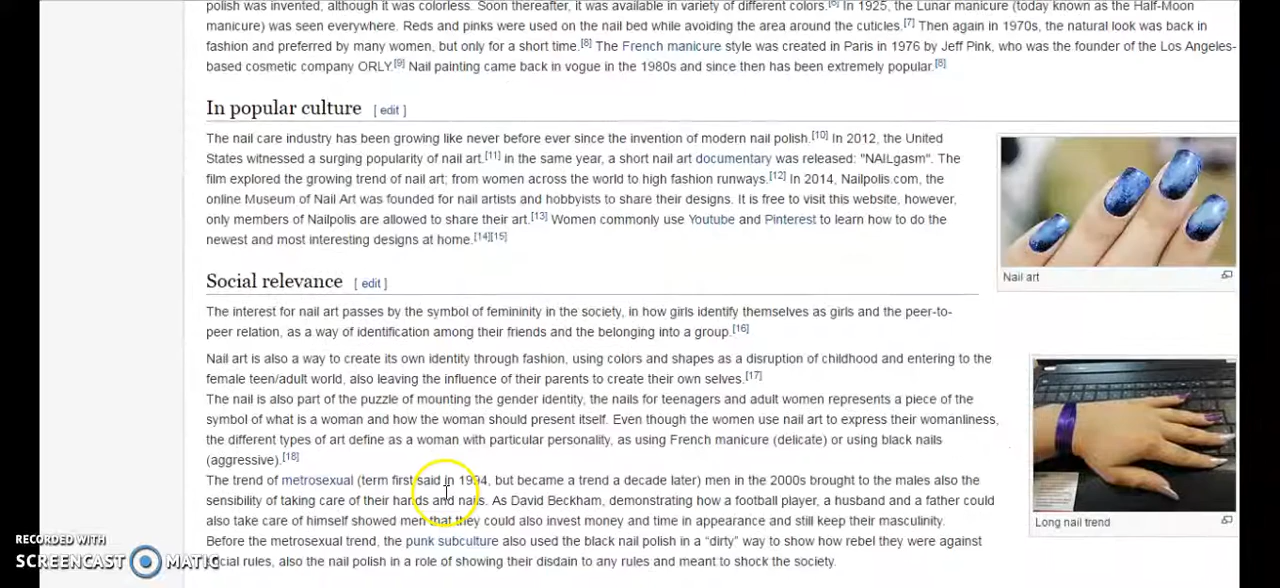 polish was invented, although it was colorless. Soon thereafter, it was available in variety of different colors.[6] In 1925, the Lunar manicure (today known as the Half-Moon
manicure) was seen everywhere. Reds and pinks were used on the nail bed while avoiding the area around the cuticles.[7] Then again in 1970s, the natural look was back in
fashion and preferred by many women, but only for a short time.[8] The French manicure style was created in Paris in 1976 by Jeff Pink, who was the founder of the Los Angeles-
based cosmetic company ORLY.[9] Nail painting came back in vogue in the 1980s and since then has been extremely popular.[8]
In popular culture [ edit ]
The nail care industry has been growing like never before ever since the invention of modern nail polish.[10] In 2012, the United
States witnessed a surging popularity of nail art.[11] in the same year, a short nail art documentary was released: "NAILgasm". The
film explored the growing trend of nail art; from women across the world to high fashion runways.[12] In 2014, Nailpolis.com, the
online Museum of Nail Art was founded for nail artists and hobbyists to share their designs. It is free to visit this website, however,
only members of Nailpolis are allowed to share their art.[13] Women commonly use Youtube and Pinterest to learn how to do the
newest and most interesting designs at home.[14][15]
Nail art
Social relevance [ edit ]
The interest for nail art passes by the symbol of femininity in the society, in how girls identify themselves as girls and the peer-to-
peer relation, as a way of identification among their friends and the belonging into a group.[16]
Nail art is also a way to create its own identity through fashion, using colors and shapes as a disruption of childhood and entering to the
female teen/adult world, also leaving the influence of their parents to create their own selves.[17]
The nail is also part of the puzzle of mounting the gender identity, the nails for teenagers and adult women represents a piece of the
symbol of what is a woman and how the woman should present itself. Even though the women use nail art to express their womanliness,
the different types of art define as a woman with particular personality, as using French manicure (delicate) or using black nails
(aggressive).[18]
The trend of metrosexual (term first said in 1994, but became a trend a decade later) men in the 2000s brought to the males also the
sensibility of taking care of their hands and nails. As David Beckham, demonstrating how a football player, a husband and a father could
also take care of himself showed men that they could also invest money and time in appearance and still keep their masculinity.
Before the metrosexual trend, the punk subculture also used the black nail polish in a “dirty” way to show how rebel they were against
social rules, also the nail polish in a role of showing their disdain to any rules and meant to shock the society.
Long nail trend
RECORDED WITH
SCREENCAST MATIC